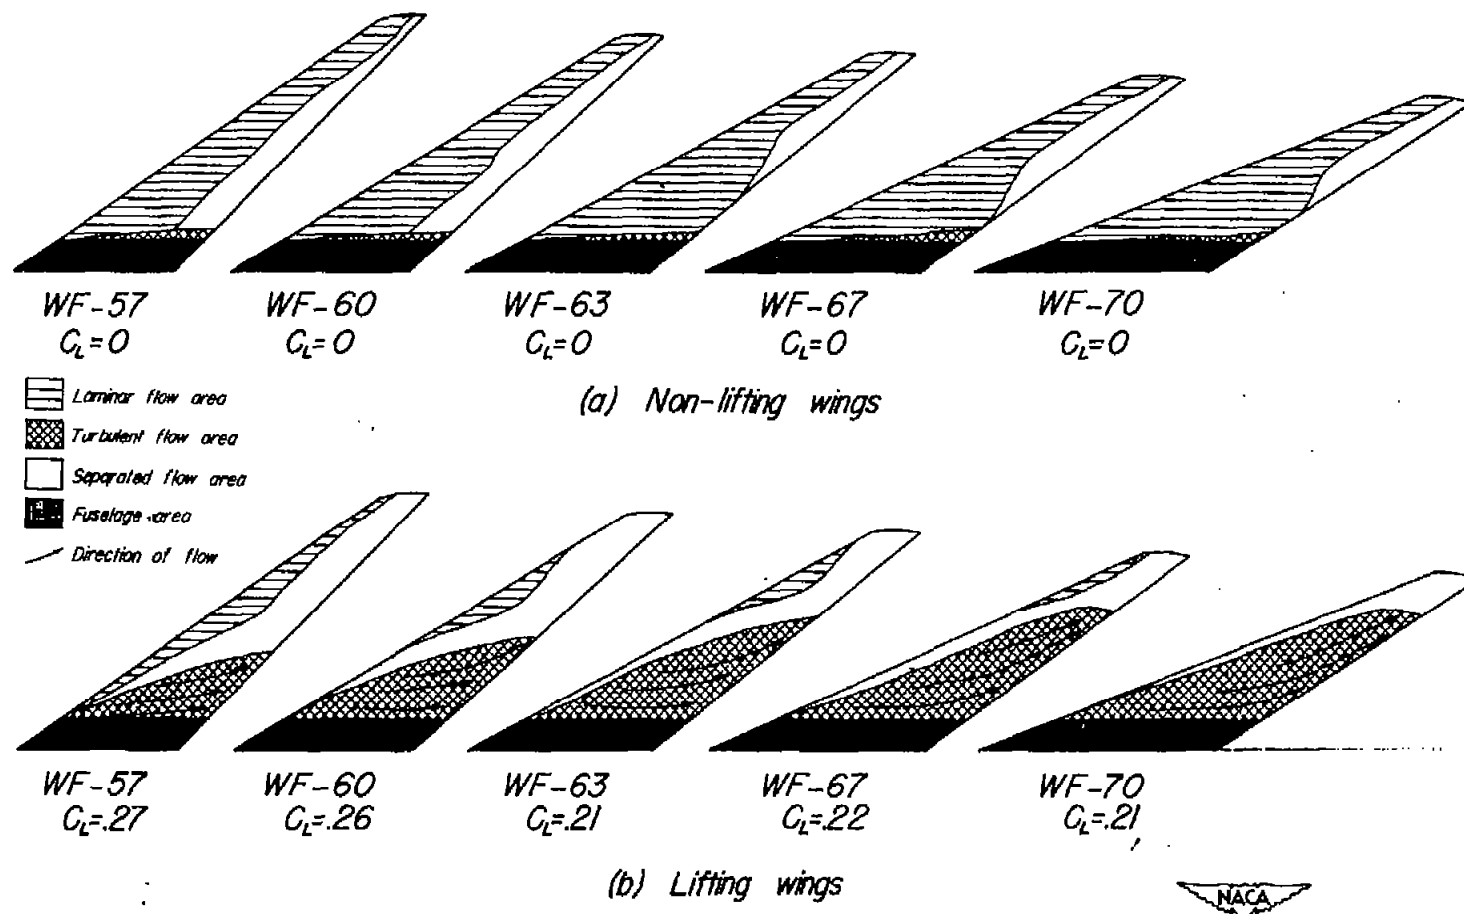 WF-57 WF-60 WF-63 WF-67 WF-70
C_L=0 C_L=0 C_L=0 C_L=0 C_L=0
(a) Non-lifting wings
Laminar flow area
Turbulent flow area
Separated flow area
Fuselage area
Direction of flow
WF-57 WF-60 WF-63 WF-67 WF-70
C_L=.27 C_L=.26 C_L=.21 C_L=.22 C_L=.21
(b) Lifting wings
NACA